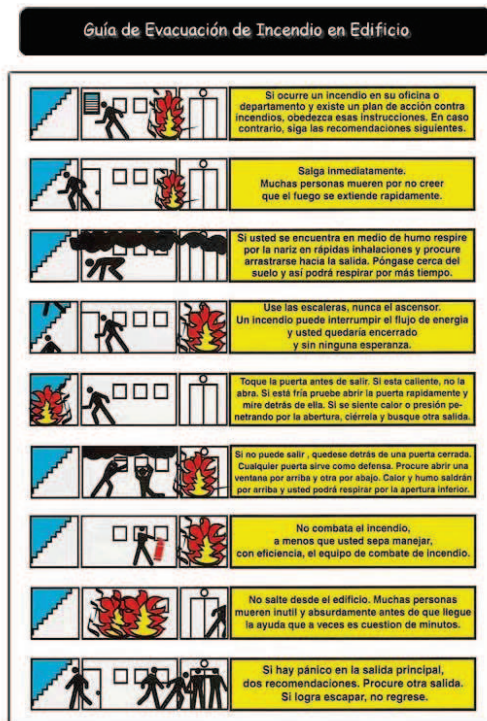 Guía de Evacuación de Incendio en Edificio
Si ocurre un incendio en su oficina o
departamento y existe un plan de acción contra
incendios, obedezca esas instrucciones. En caso
contrario, siga las recomendaciones siguientes.
Salga inmediatamente.
Muchas personas mueren por no creer
que el fuego se extiende rapidamente.
Si usted se encuentra en medio de humo respire
por la nariz en rápidas inhalaciones y procure
arrastrarse hacia la salida. Póngase cerca del
suelo y así podrá respirar por más tiempo.
Use las escaleras, nunca el ascensor.
Un incendio puede interrumpir el flujo de energia
y usted quedaría encerrado
y sin ninguna esperanza.
Toque la puerta antes de salir. Si esta caliente, no la
abra. Si está fría pruebe abrir la puerta rapidamente y
mire detrás de ella. Si se siente calor o presión pe-
netrando por la abertura, ciérrela y busque otra salida.
Si no puede salir , quedese detrás de una puerta cerrada.
Cualquier puerta sirve como defensa. Procure abrir una
ventana por arriba y otra por abajo. Calor y humo saldrán
por arriba y usted podrá respirar por la apertura inferior.
No combata el incendio,
a menos que usted sepa manejar,
con eficiencia, el equipo de combate de incendio.
No salte desde el edificio. Muchas personas
mueren inutil y absurdamente antes de que llegue
la ayuda que a veces es cuestion de minutos.
Si hay pánico en la salida principal,
dos recomendaciones. Procure otra salida.
Si logra escapar, no regrese.